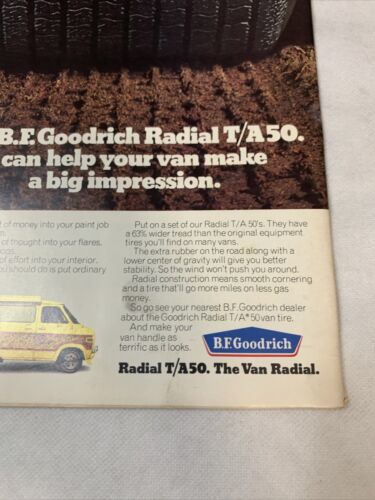 B.F. Goodrich Radial T/A 50.
can help your van make
a big impression.
of money into your paint job
of thought into your flares,
of effort into your interior.
you should do is put ordinary
Put on a set of our Radial T/A 50's. They have
a 63% wider tread than the original equipment
tires you'll find on many vans.
The extra rubber on the road along with a
lower center of gravity will give you better
stability. So the wind won't push you around.
Radial construction means smooth cornering
and a tire that'll go more miles on less gas
money.
So go see your nearest B.F. Goodrich dealer
about the Goodrich Radial T/A® 50 van tire.
And make your
van handle as
terrific as it looks.
B.F. Goodrich
Radial T/A 50. The Van Radial.